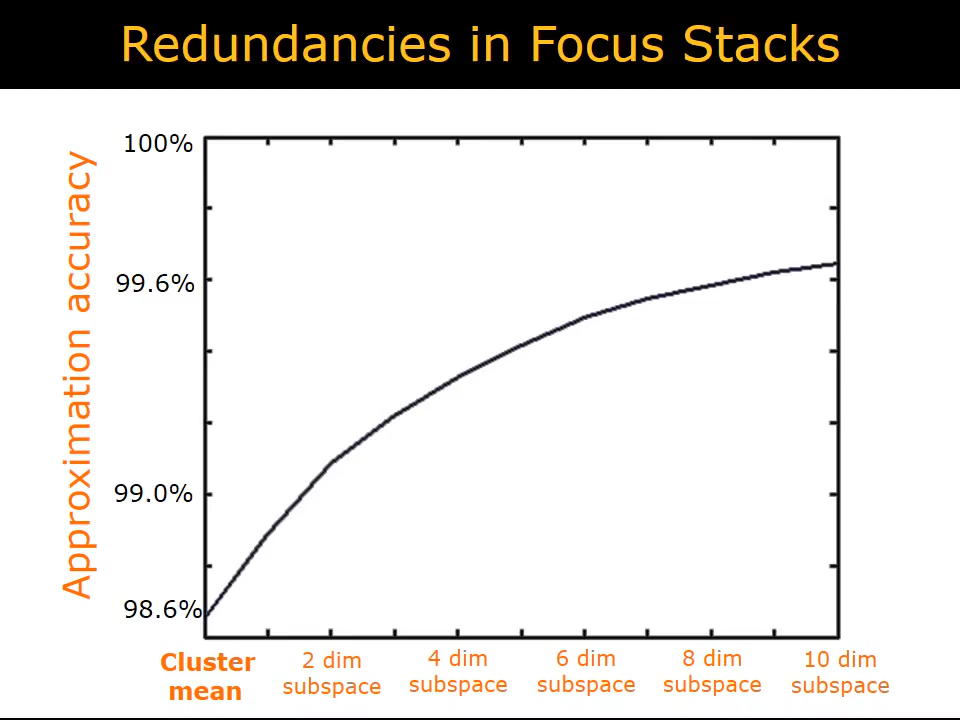 Redundancies in Focus Stacks
Approximation accuracy
100%
99.6%
99.0%
98.6%
Cluster
mean
2 dim
subspace
4 dim
subspace
6 dim
subspace
8 dim
subspace
10 dim
subspace